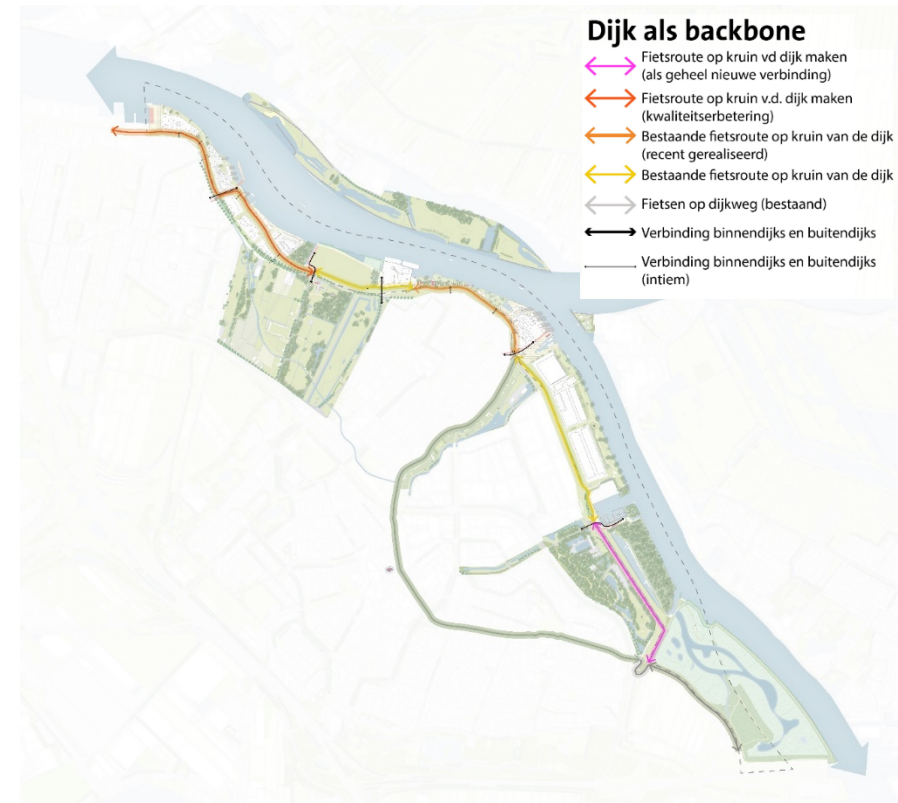 Dijk als backbone
Fietsroute op kruin vd dijk maken
(als geheel nieuwe verbinding)
Fietsroute op kruin v.d. dijk maken
(kwaliteitserbetering)
Bestaande fietsroute op kruin van de dijk
(recent gerealiseerd)
Bestaande fietsroute op kruin van de dijk
Fietsen op dijkweg (bestaand)
Verbinding binnendijks en buitendijks
Verbinding binnendijks en buitendijks
(intiem)